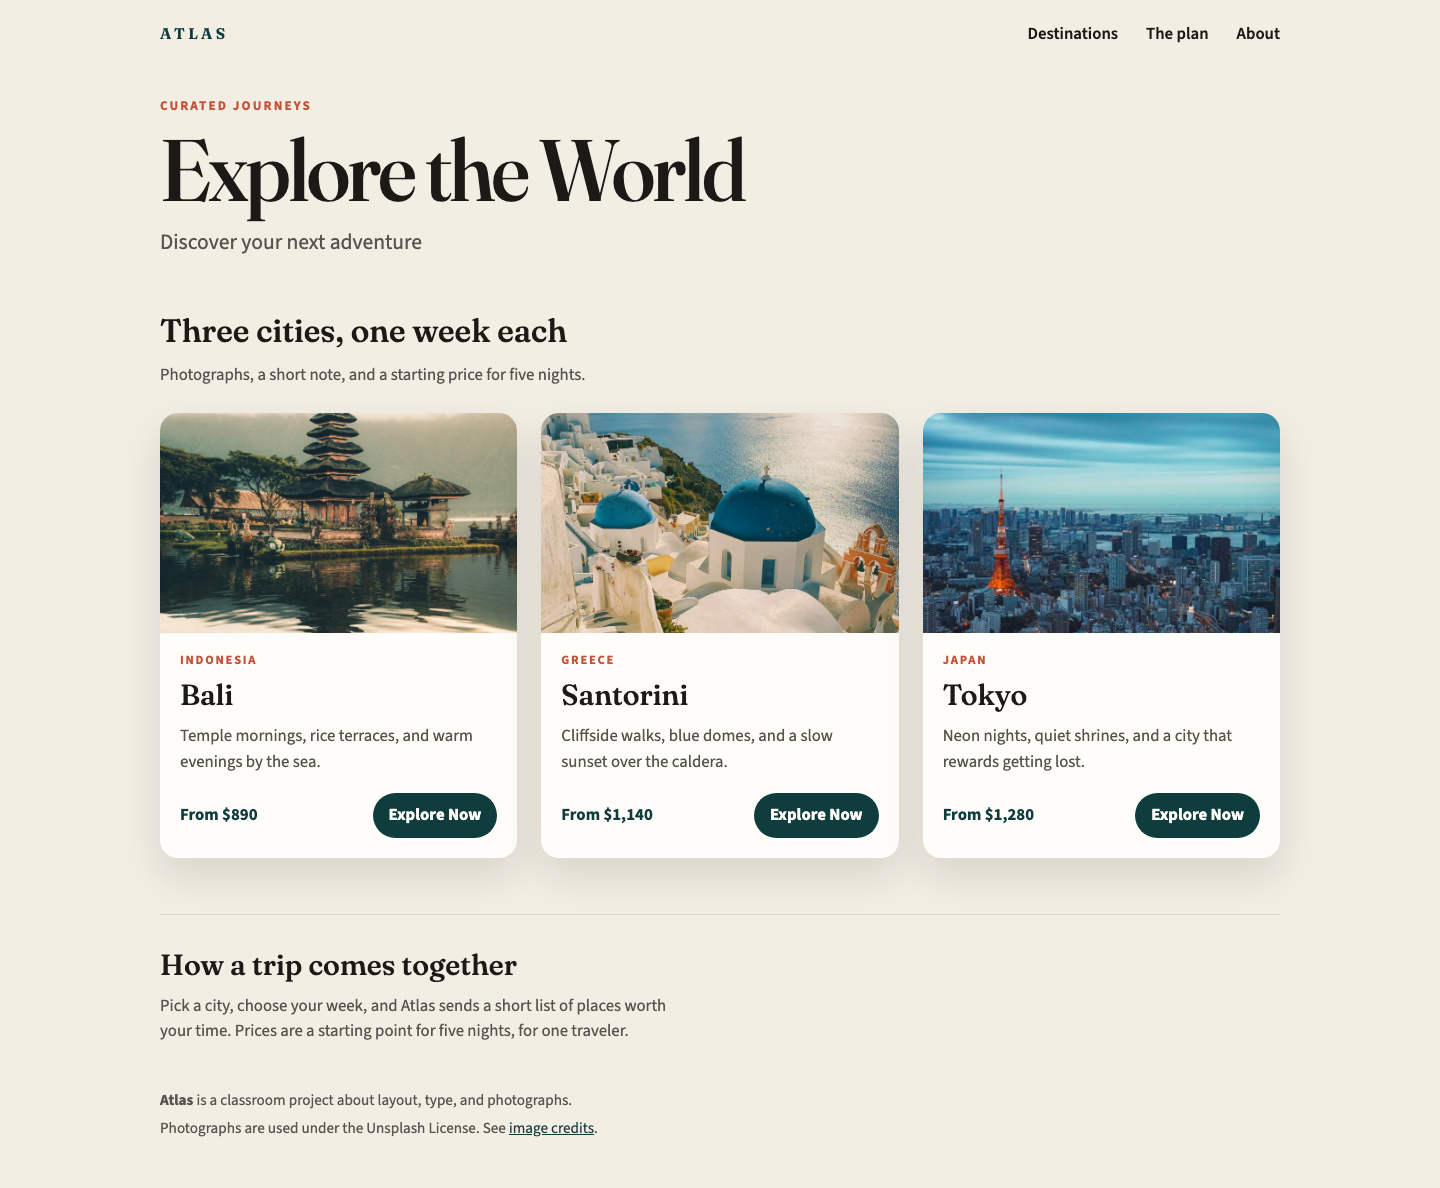 ATLAS
Destinations
The plan
About
CURATED JOURNEYS
Explore the World
Discover your next adventure
Three cities, one week each
Photographs, a short note, and a starting price for five nights.
INDONESIA
Bali
Temple mornings, rice terraces, and warm
evenings by the sea.
From $890
Explore Now
GREECE
Santorini
Cliffside walks, blue domes, and a slow
sunset over the caldera.
From $1,140
Explore Now
JAPAN
Tokyo
Neon nights, quiet shrines, and a city that
rewards getting lost.
From $1,280
Explore Now
How a trip comes together
Pick a city, choose your week, and Atlas sends a short list of places worth
your time. Prices are a starting point for five nights, for one traveler.
Atlas is a classroom project about layout, type, and photographs.
Photographs are used under the Unsplash License. See image credits.